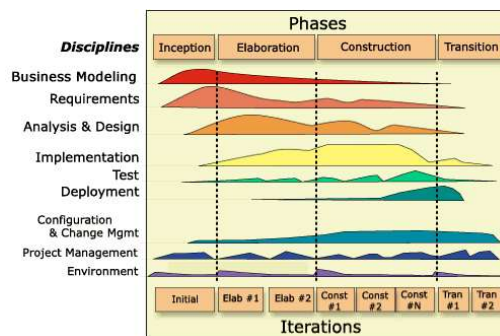 Phases
Disciplines
Inception
Elaboration
Construction
Transition
Business Modeling
Requirements
Analysis & Design
Implementation
Test
Deployment
Configuration
& Change Mgmt
Project Management
Environment
Initial
Elab #1
Elab #2
Const
#1
Const
#2
Const
#N
Tran
#1
Tran
#2
Iterations